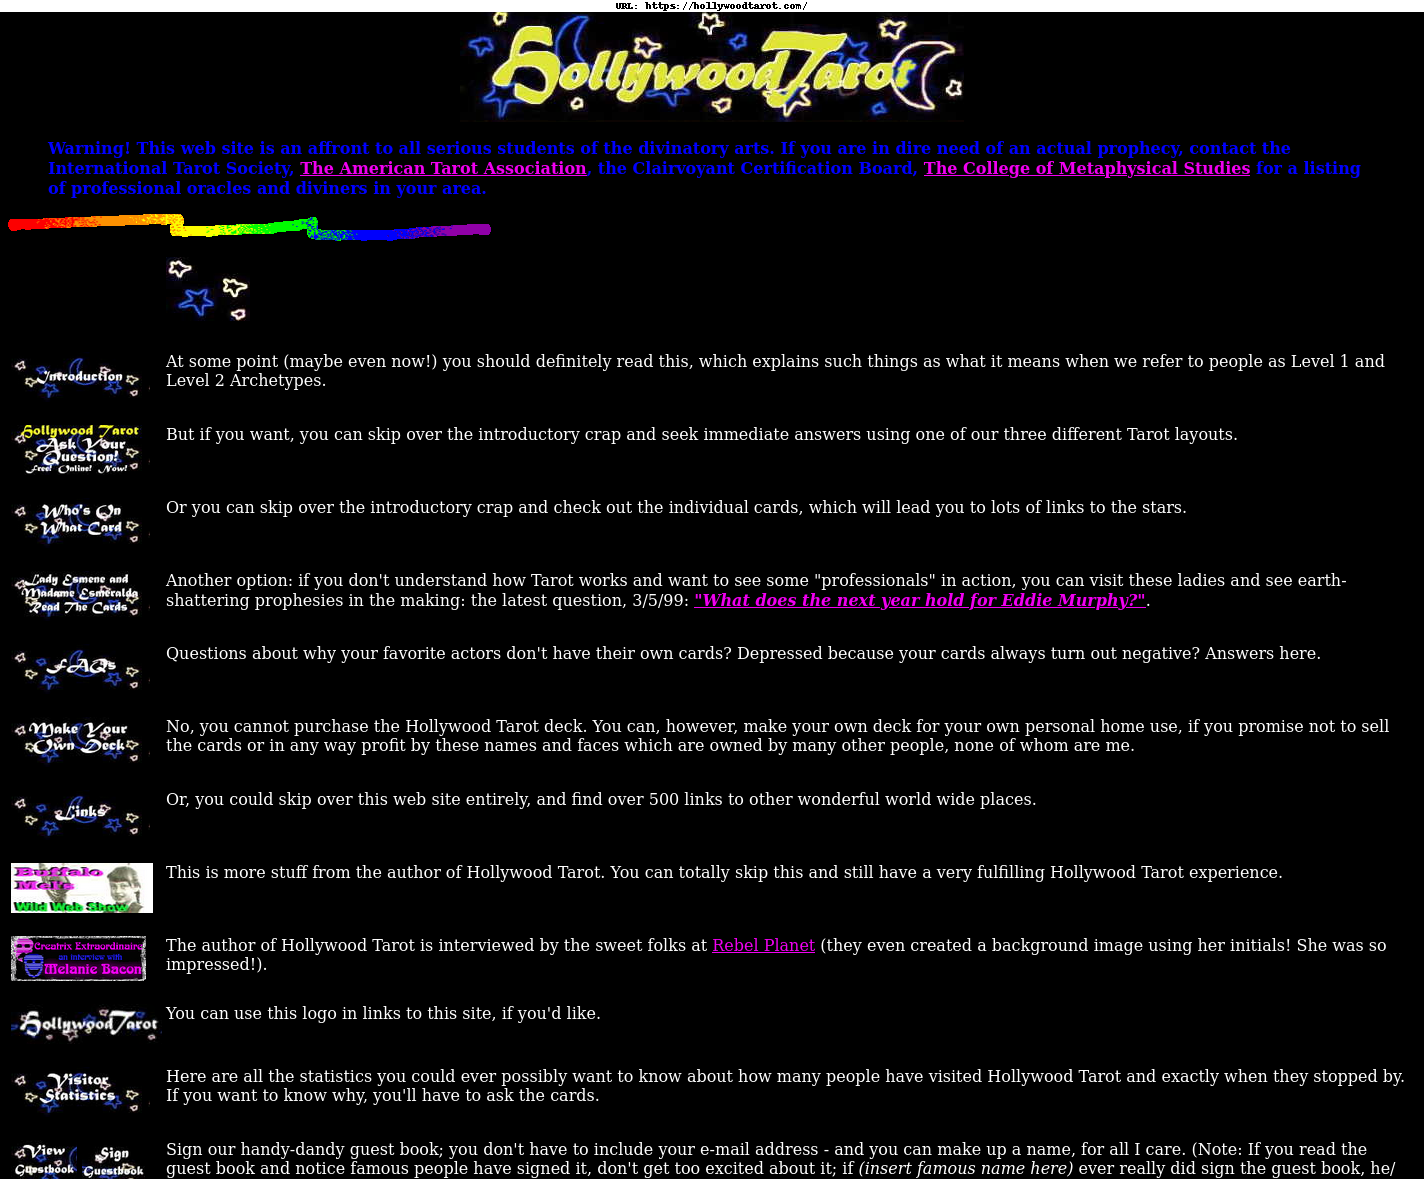 URL: https://hollywoodtarot.com/
Hollywood Tarot
Warning! This web site is an affront to all serious students of the divinatory arts. If you are in dire need of an actual prophecy, contact the
International Tarot Society, The American Tarot Association, the Clairvoyant Certification Board, The College of Metaphysical Studies for a listing
of professional oracles and diviners in your area.
Introduction
At some point (maybe even now!) you should definitely read this, which explains such things as what it means when we refer to people as Level 1 and
Level 2 Archetypes.
Hollywood Tarot
Ask Your
Question!
Free! Online! Now!
But if you want, you can skip over the introductory crap and seek immediate answers using one of our three different Tarot layouts.
Who's On
What Card
Or you can skip over the introductory crap and check out the individual cards, which will lead you to lots of links to the stars.
Lady Esmene and
Madame Esmeralda
Read The Cards
Another option: if you don't understand how Tarot works and want to see some "professionals" in action, you can visit these ladies and see earth-
shattering prophesies in the making: the latest question, 3/5/99: "What does the next year hold for Eddie Murphy?".
FAQs
Questions about why your favorite actors don't have their own cards? Depressed because your cards always turn out negative? Answers here.
Make Your
Own Deck
No, you cannot purchase the Hollywood Tarot deck. You can, however, make your own deck for your own personal home use, if you promise not to sell
the cards or in any way profit by these names and faces which are owned by many other people, none of whom are me.
Links
Or, you could skip over this web site entirely, and find over 500 links to other wonderful world wide places.
Buffalo
Mel's
Wild Web Show
This is more stuff from the author of Hollywood Tarot. You can totally skip this and still have a very fulfilling Hollywood Tarot experience.
Creatrix Extraordinaire
an interview with
Melanie Bacon
The author of Hollywood Tarot is interviewed by the sweet folks at Rebel Planet (they even created a background image using her initials! She was so
impressed!).
Hollywood Tarot
You can use this logo in links to this site, if you'd like.
Visitor
Statistics
Here are all the statistics you could ever possibly want to know about how many people have visited Hollywood Tarot and exactly when they stopped by.
If you want to know why, you'll have to ask the cards.
View
Guestbook
Sign
Guestbook
Sign our handy-dandy guest book; you don't have to include your e-mail address - and you can make up a name, for all I care. (Note: If you read the
guest book and notice famous people have signed it, don't get too excited about it; if (insert famous name here) ever really did sign the guest book, he/